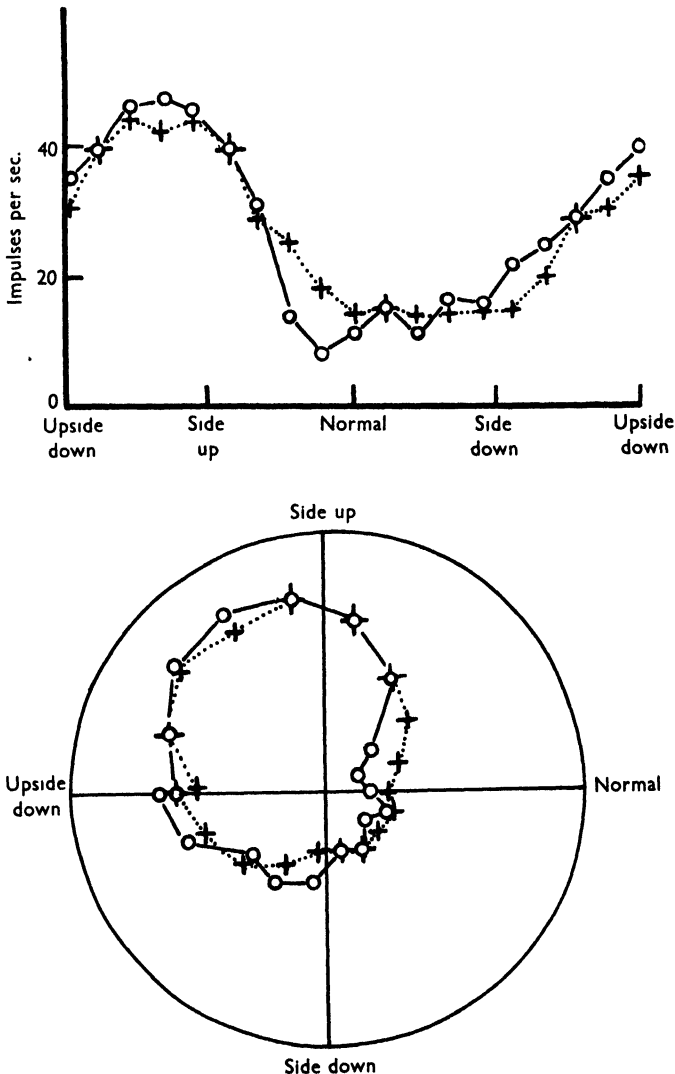 Impulses per sec.
40
20
0
Upside
down
Side
up
Normal
Side
down
Upside
down
Side up
Upside
down
Normal
Side down